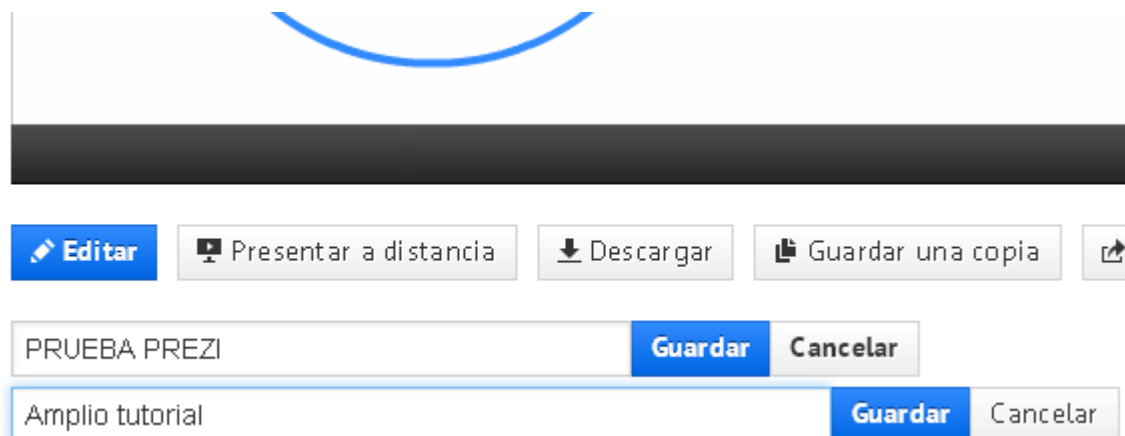 Editar Presentar a distancia Descargar Guardar una copia
PRUEBA PREZI Guardar Cancelar
Amplio tutorial Guardar Cancelar